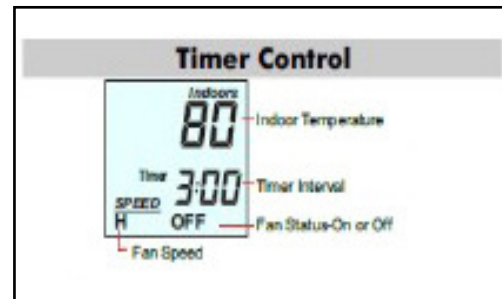 Timer Control
Indoors
80 Indoor Temperature
Timer 3:00 Timer Interval
SPEED
H OFF Fan Status-On or Off
Fan Speed